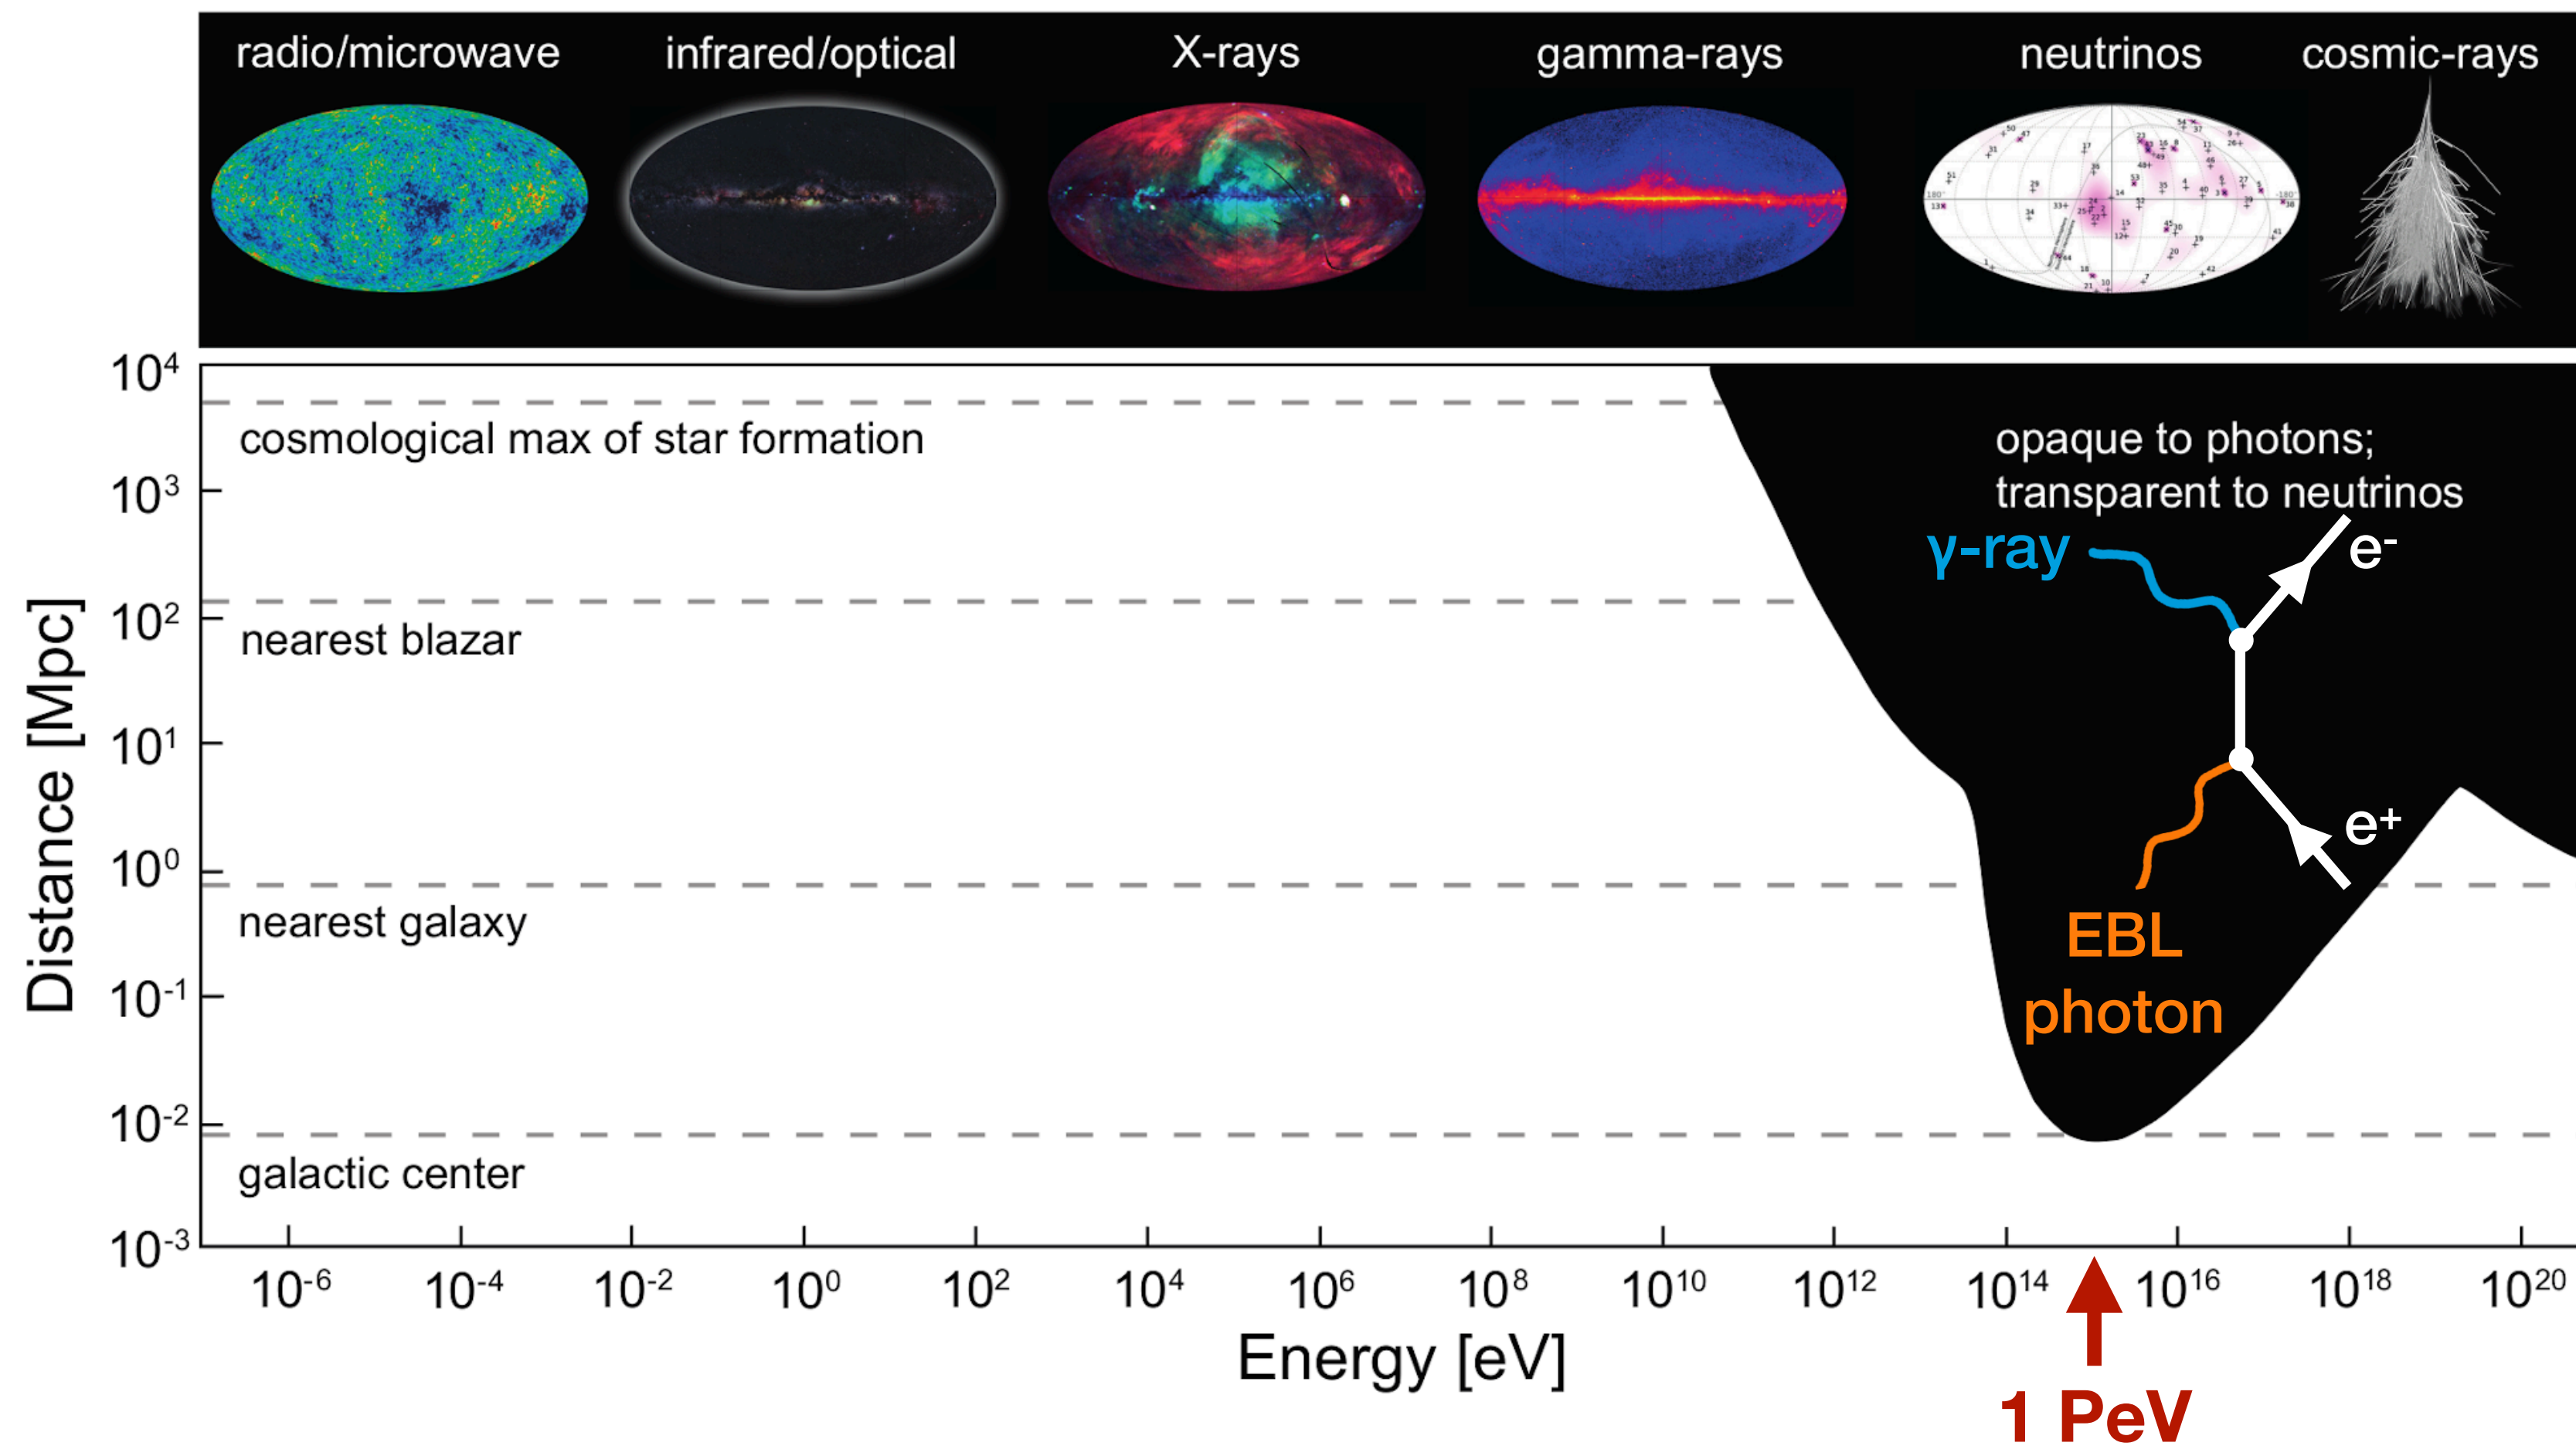 radio/microwave
infrared/optical
X-rays
gamma-rays
neutrinos
cosmic-rays
180°
-180°
10⁴
cosmological max of star formation
opaque to photons;
transparent to neutrinos
10³
γ-ray
e⁻
10²
nearest blazar
Distance [Mpc]
10¹
e⁺
10⁰
nearest galaxy
EBL
photon
10⁻¹
10⁻²
galactic center
10⁻³
10⁻⁶ 10⁻⁴ 10⁻² 10⁰ 10² 10⁴ 10⁶ 10⁸ 10¹⁰ 10¹² 10¹⁴ 10¹⁶ 10¹⁸ 10²⁰
Energy [eV]
1 PeV